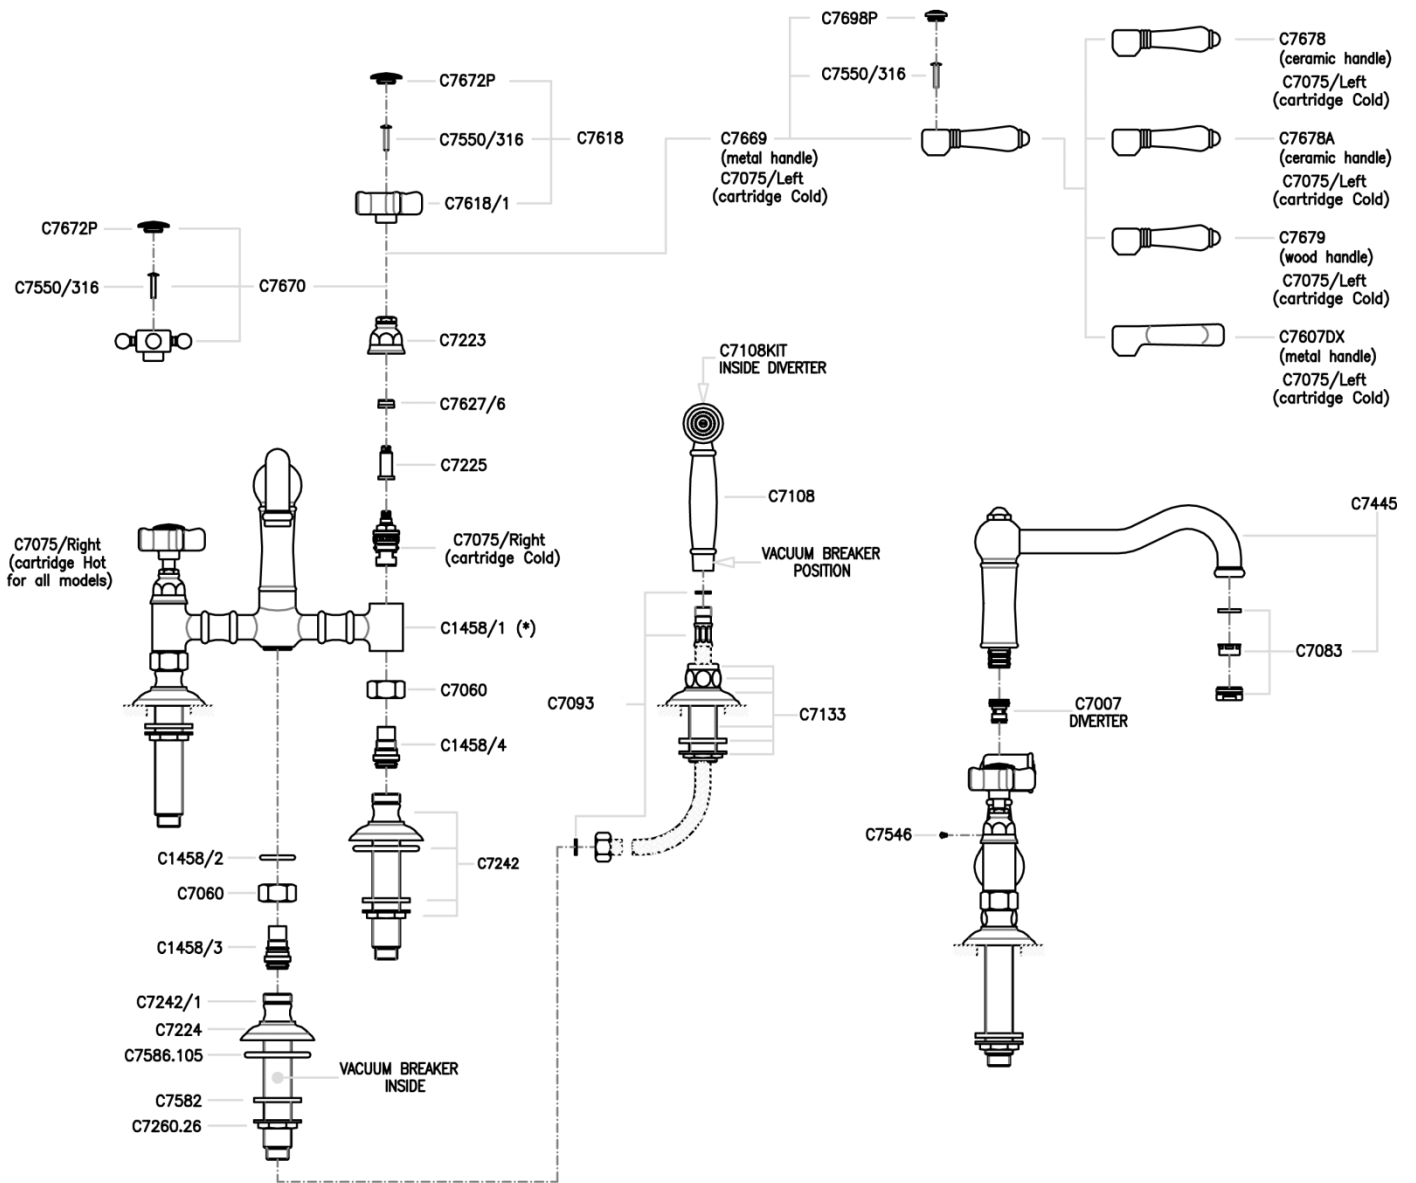 C7698P
C7550/316
C7678
(ceramic handle)
C7075/Left
(cartridge Cold)
C7672P
C7550/316
C7618
C7618/1
C7669
(metal handle)
C7075/Left
(cartridge Cold)
C7678A
(ceramic handle)
C7075/Left
(cartridge Cold)
C7679
(wood handle)
C7075/Left
(cartridge Cold)
C7607DX
(metal handle)
C7075/Left
(cartridge Cold)
C7672P
C7550/316
C7670
C7223
C7627/6
C7225
C7075/Right
(cartridge Cold)
C7075/Right
(cartridge Hot
for all models)
C1458/1 (*)
C7060
C1458/4
C7242
C7108KIT
INSIDE DIVERTER
C7108
VACUUM BREAKER
POSITION
C7093
C7133
C7445
C7083
C7007
DIVERTER
C7546
C1458/2
C7060
C1458/3
C7242/1
C7224
C7586.105
VACUUM BREAKER
INSIDE
C7582
C7260.26